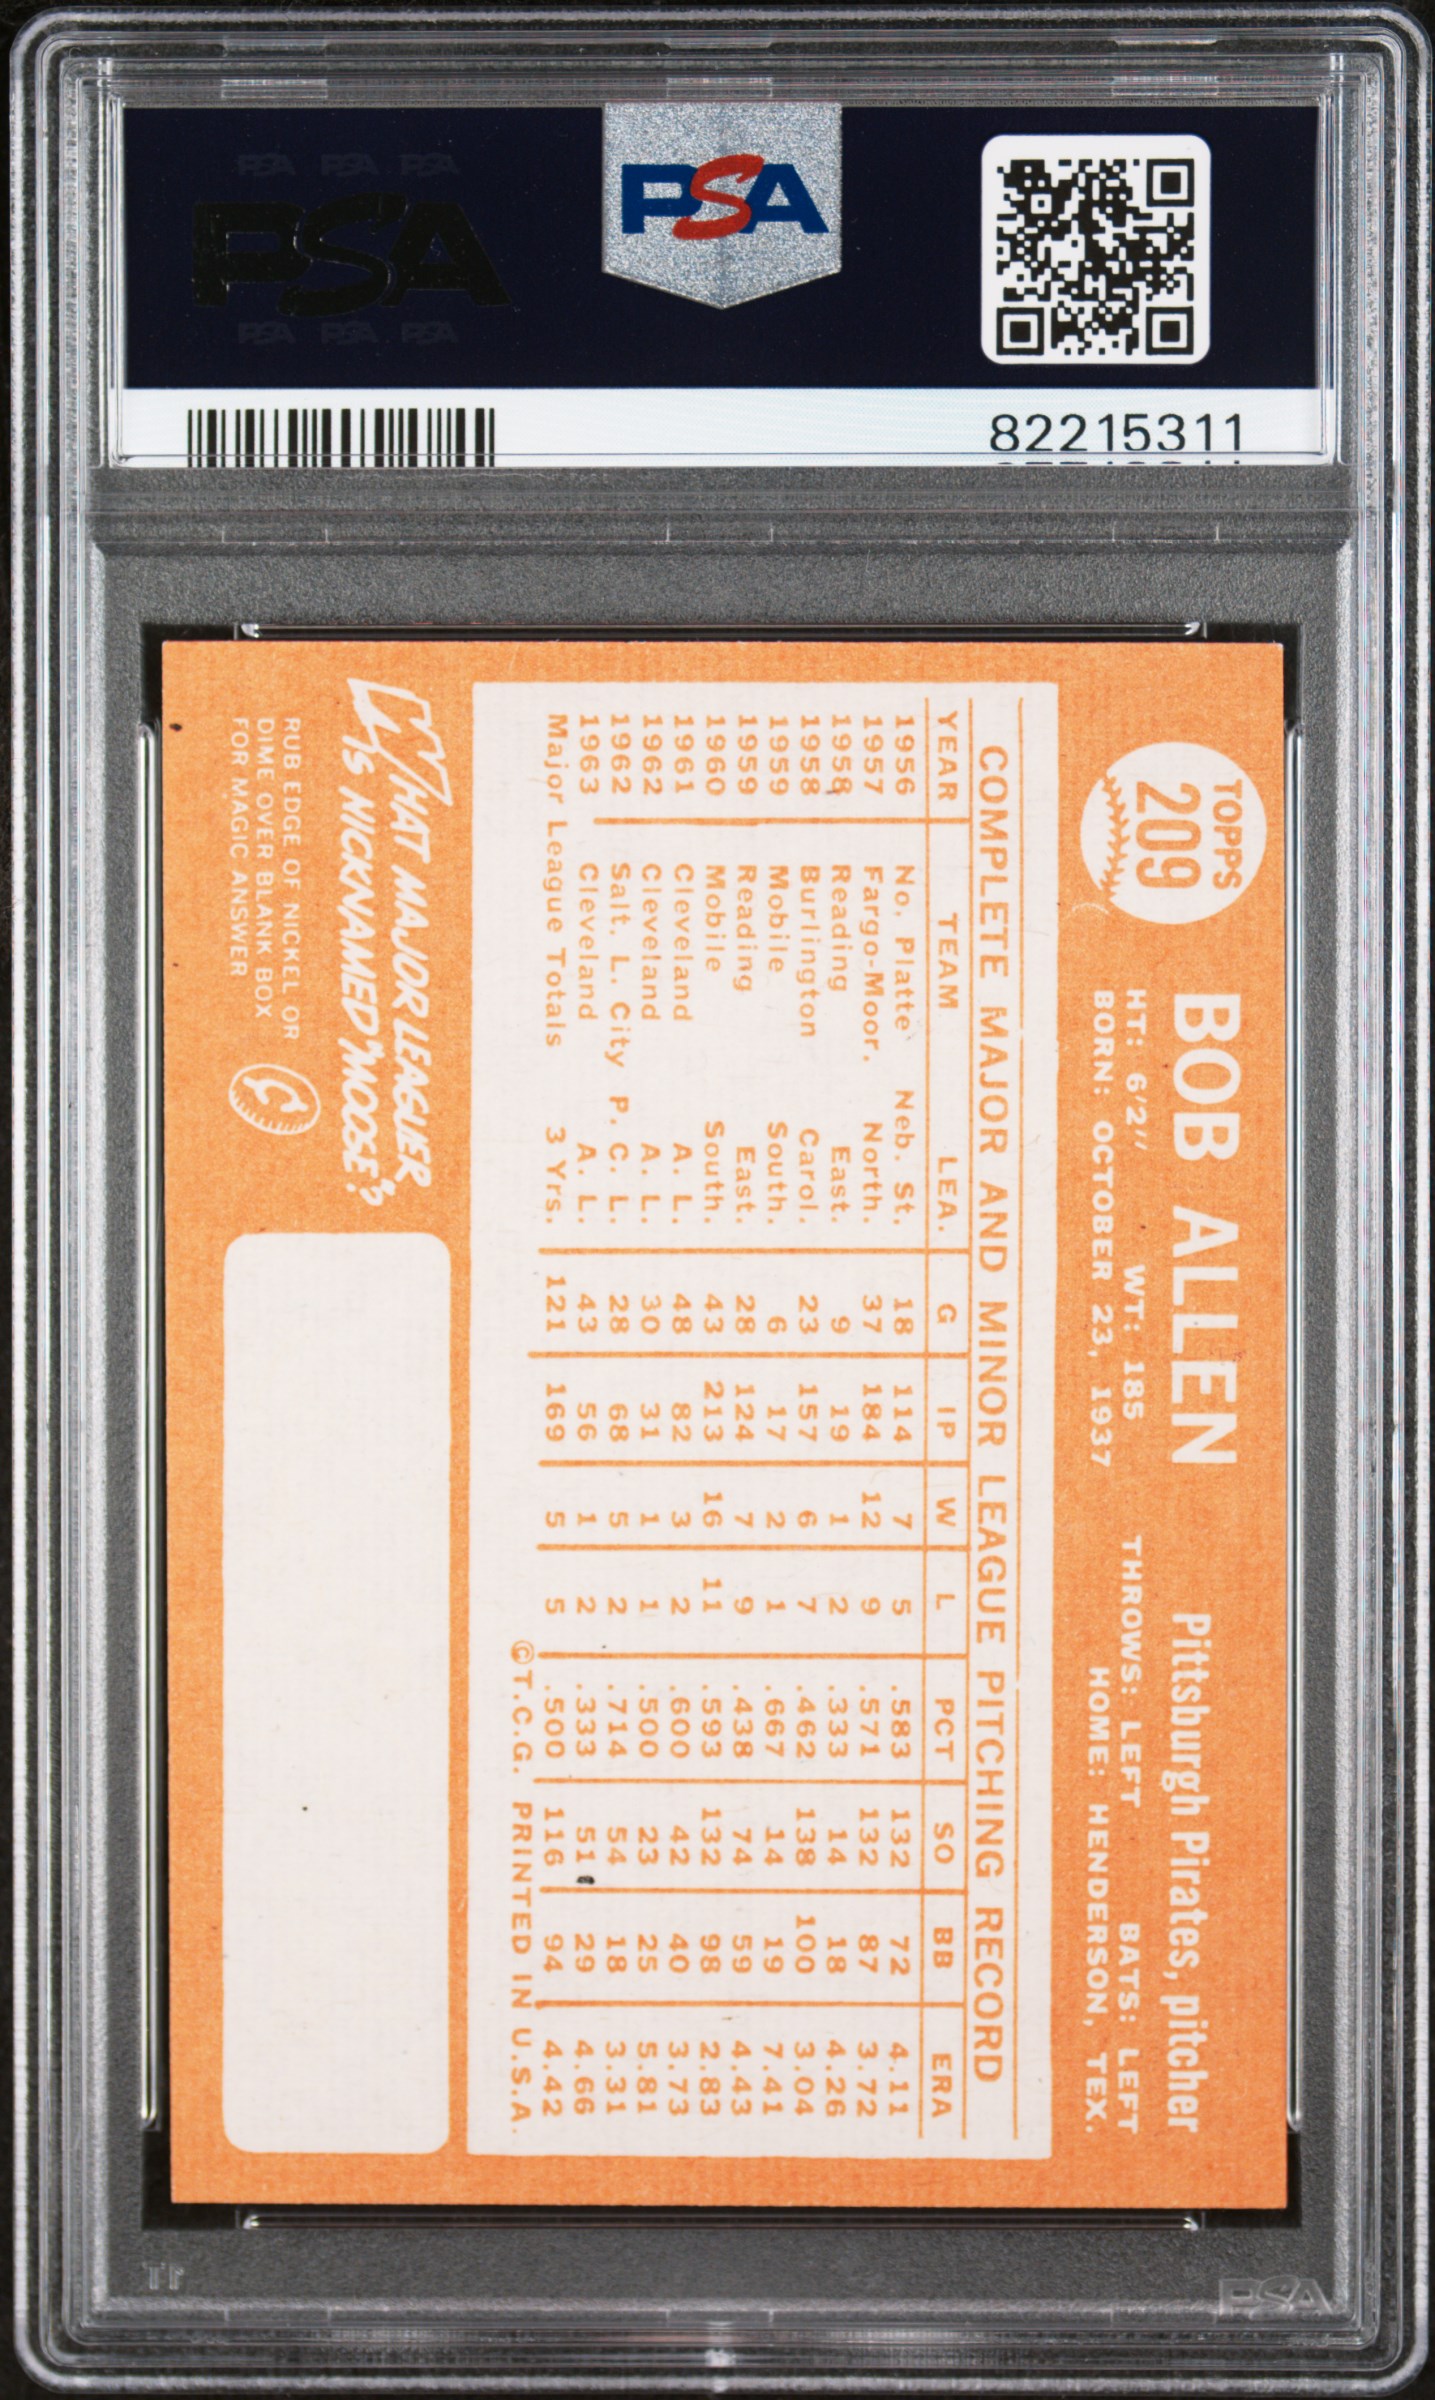 PSA PSA PSA
PSA
PSA PSA PSA
PSA
82215311
TOPPS
209
BOB ALLEN Pittsburgh Pirates, pitcher
HT: 6'2" WT: 185 THROWS: LEFT BATS: LEFT
BORN: OCTOBER 23, 1937 HOME: HENDERSON, TEX.
COMPLETE MAJOR AND MINOR LEAGUE PITCHING RECORD
YEAR TEAM LEA. G IP W L PCT SO BB ERA
1956 No. Platte Neb. St. 18 114 7 5 .583 132 72 4.11
1957 Fargo-Moor. North. 37 184 12 9 .571 132 87 3.72
1958 Reading East. 9 19 1 2 .333 14 18 4.26
1958 Burlington Carol. 23 157 6 7 .462 138 100 3.04
1959 Mobile South. 6 17 2 1 .667 14 19 7.41
1959 Reading East. 28 124 7 9 .438 74 59 4.43
1960 Mobile South. 43 213 16 11 .593 132 98 2.83
1961 Cleveland A. L. 48 82 3 2 .600 42 40 3.73
1962 Cleveland A. L. 30 31 1 1 .500 23 25 5.81
1962 Salt. L. City P. C. L. 28 68 5 2 .714 54 18 3.31
1963 Cleveland A. L. 43 56 1 2 .333 51 29 4.66
Major League Totals 3 Yrs. 121 169 5 5 .500 116 94 4.42
©T.C.G. PRINTED IN U.S.A.
WHAT MAJOR LEAGUER
IS NICKNAMED "MOOSE"?
RUB EDGE OF NICKEL OR
DIME OVER BLANK BOX
FOR MAGIC ANSWER
PSA